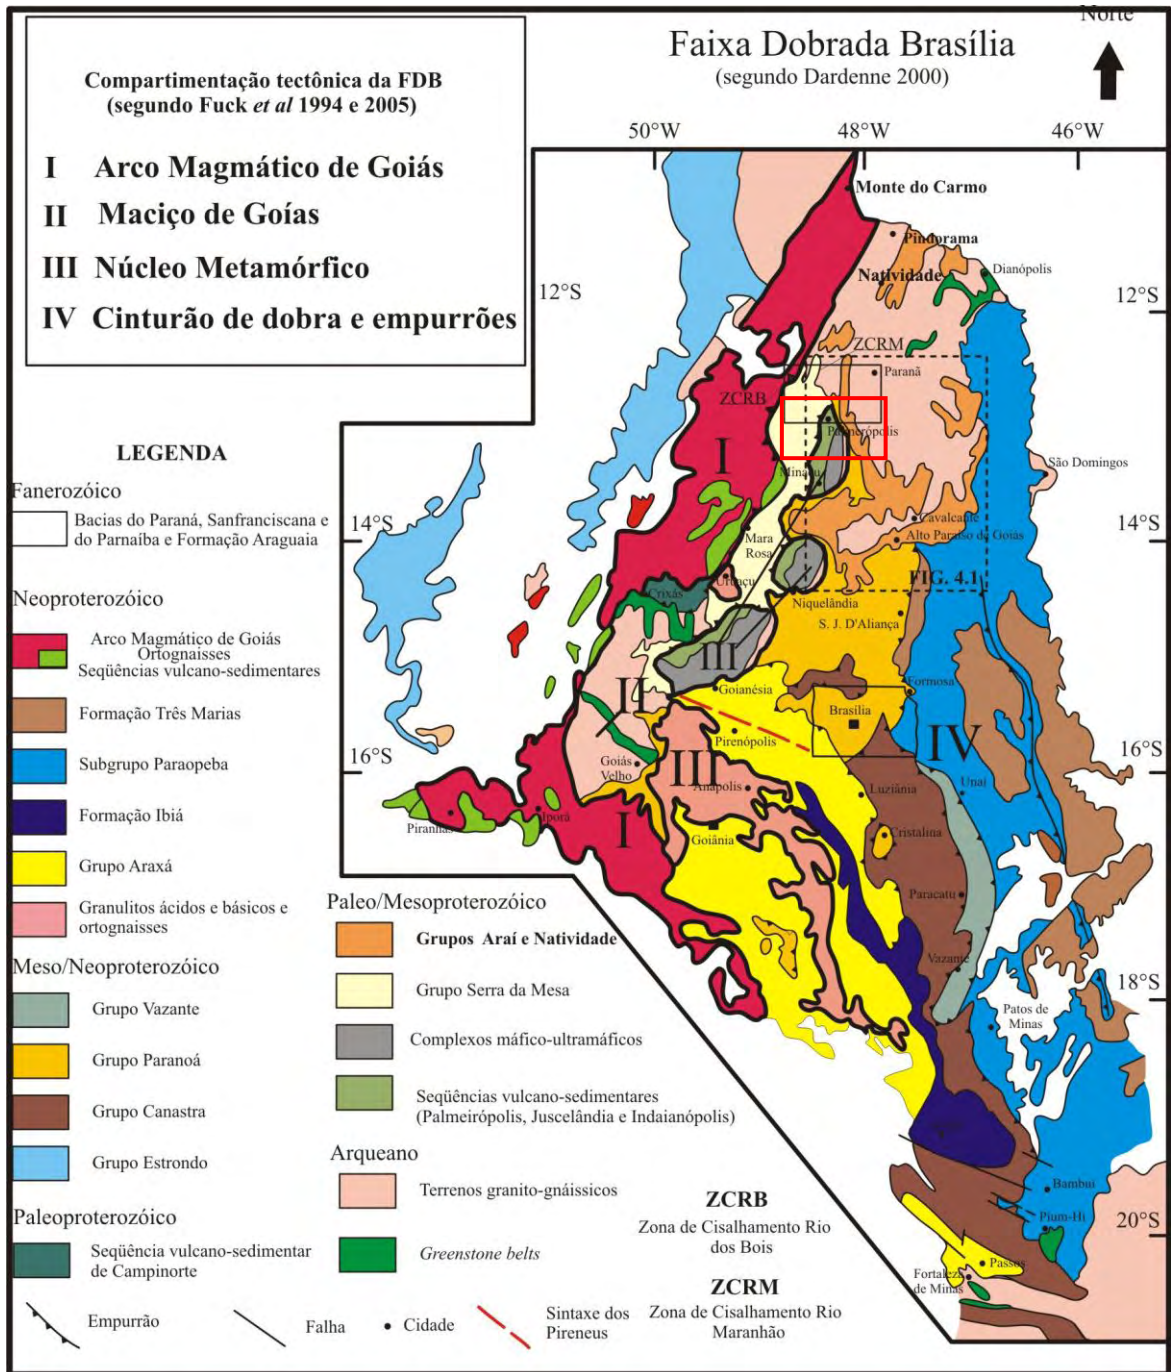 Norte
Faixa Dobrada Brasília
(segundo Dardenne 2000)
Compartimentação tectônica da FDB
(segundo Fuck et al 1994 e 2005)
I Arco Magmático de Goiás
II Maciço de Goías
III Núcleo Metamórfico
IV Cinturão de dobra e empurrões
50°W
48°W
46°W
Monte do Carmo
Pindorama
Natividade
Dianópolis
12°S
12°S
ZCRM
Paranã
ZCRB
Palmerópolis
I
Minaçu
São Domingos
14°S
14°S
Cavalcante
Alto Paraíso de Goiás
Mara
Rosa
FIG. 4.1
Uruaçu
Crixás
Niquelândia
S. J. D'Aliança
III
II
Goianésia
Formosa
Brasília
IV
Pirenópolis
16°S
16°S
Goiás
Velho
III
Anápolis
Luziânia
Unaí
Piranhas
Iporá
I
Goiânia
Cristalina
Paracatu
Vazante
18°S
Patos de
Minas
Bambuí
Pium-Hi
20°S
Passos
Fortaleza
de Minas
LEGENDA
Fanerozóico
Bacias do Paraná, Sanfranciscana e
do Parnaíba e Formação Araguaia
Neoproterozóico
Arco Magmático de Goiás
Ortognaisses
Seqüências vulcano-sedimentares
Formação Três Marias
Subgrupo Paraopeba
Formação Ibiá
Grupo Araxá
Granulitos ácidos e básicos e
ortognaisses
Meso/Neoproterozóico
Grupo Vazante
Grupo Paranoá
Grupo Canastra
Grupo Estrondo
Paleoproterozóico
Seqüência vulcano-sedimentar
de Campinorte
Paleo/Mesoproterozóico
Grupos Araí e Natividade
Grupo Serra da Mesa
Complexos máfico-ultramáficos
Seqüências vulcano-sedimentares
(Palmeirópolis, Juscelândia e Indaianópolis)
Arqueano
Terrenos granito-gnáissicos
Greenstone belts
ZCRB
Zona de Cisalhamento Rio
dos Bois
ZCRM
Zona de Cisalhamento Rio
Maranhão
Empurrão
Falha
Cidade
Sintaxe dos
Pireneus